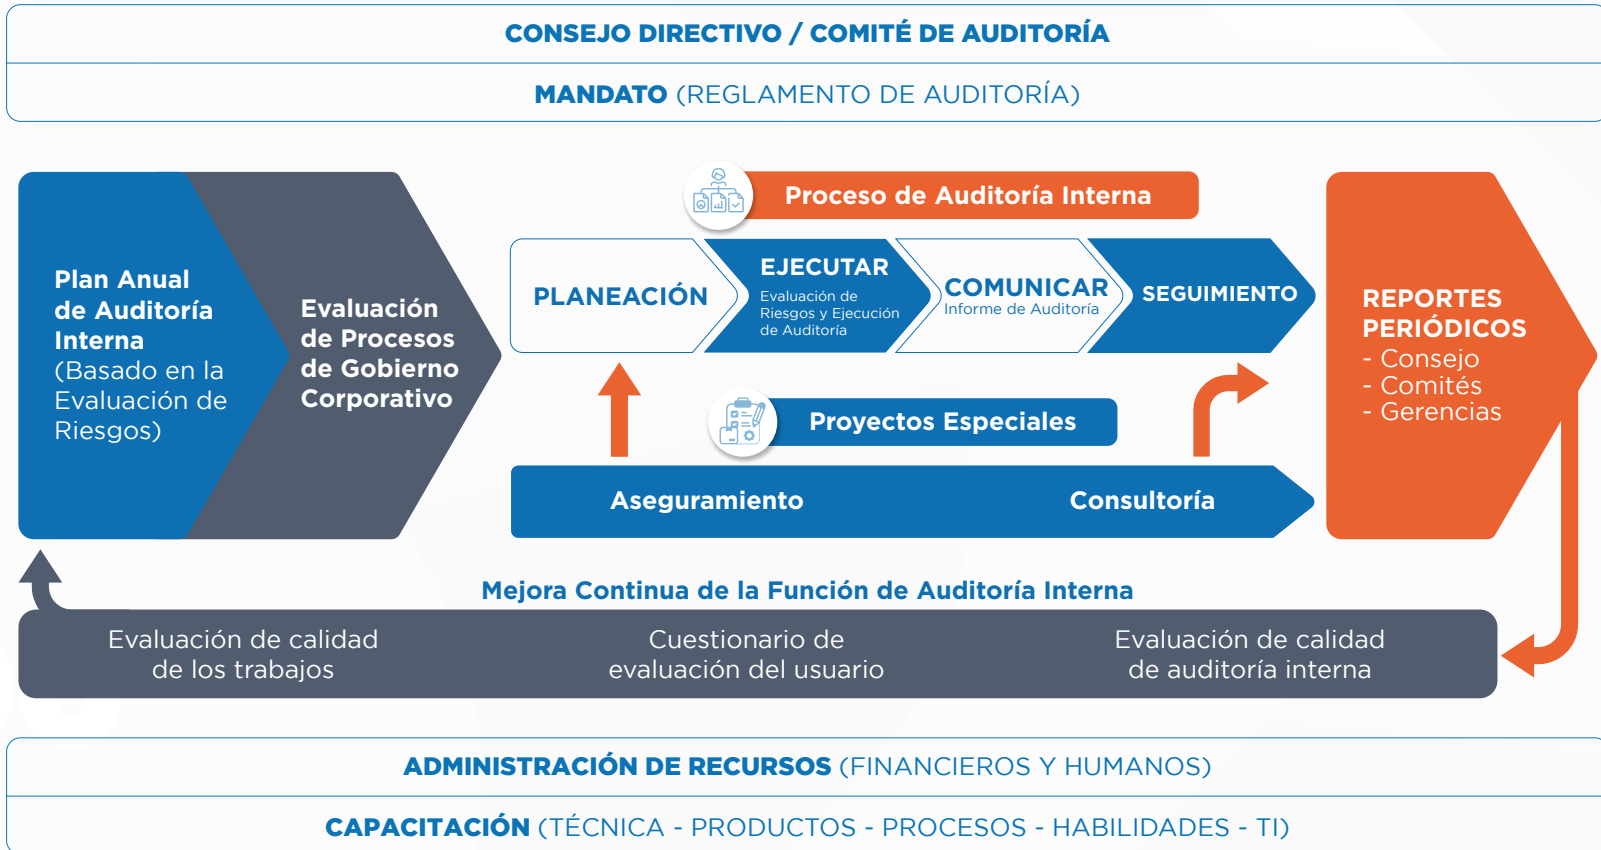 CONSEJO DIRECTIVO / COMITÉ DE AUDITORÍA
MANDATO (REGLAMENTO DE AUDITORÍA)
Plan Anual
de Auditoría
Interna
(Basado en la
Evaluación de
Riesgos)
Evaluación
de Procesos
de Gobierno
Corporativo
Proceso de Auditoría Interna
PLANEACIÓN
EJECUTAR
Evaluación de
Riesgos y Ejecución
de Auditoría
COMUNICAR
Informe de Auditoría
SEGUIMIENTO
Proyectos Especiales
Aseguramiento
Consultoría
REPORTES
PERIÓDICOS
- Consejo
- Comités
- Gerencias
Mejora Continua de la Función de Auditoría Interna
Evaluación de calidad
de los trabajos
Cuestionario de
evaluación del usuario
Evaluación de calidad
de auditoría interna
ADMINISTRACIÓN DE RECURSOS (FINANCIEROS Y HUMANOS)
CAPACITACIÓN (TÉCNICA - PRODUCTOS - PROCESOS - HABILIDADES - TI)